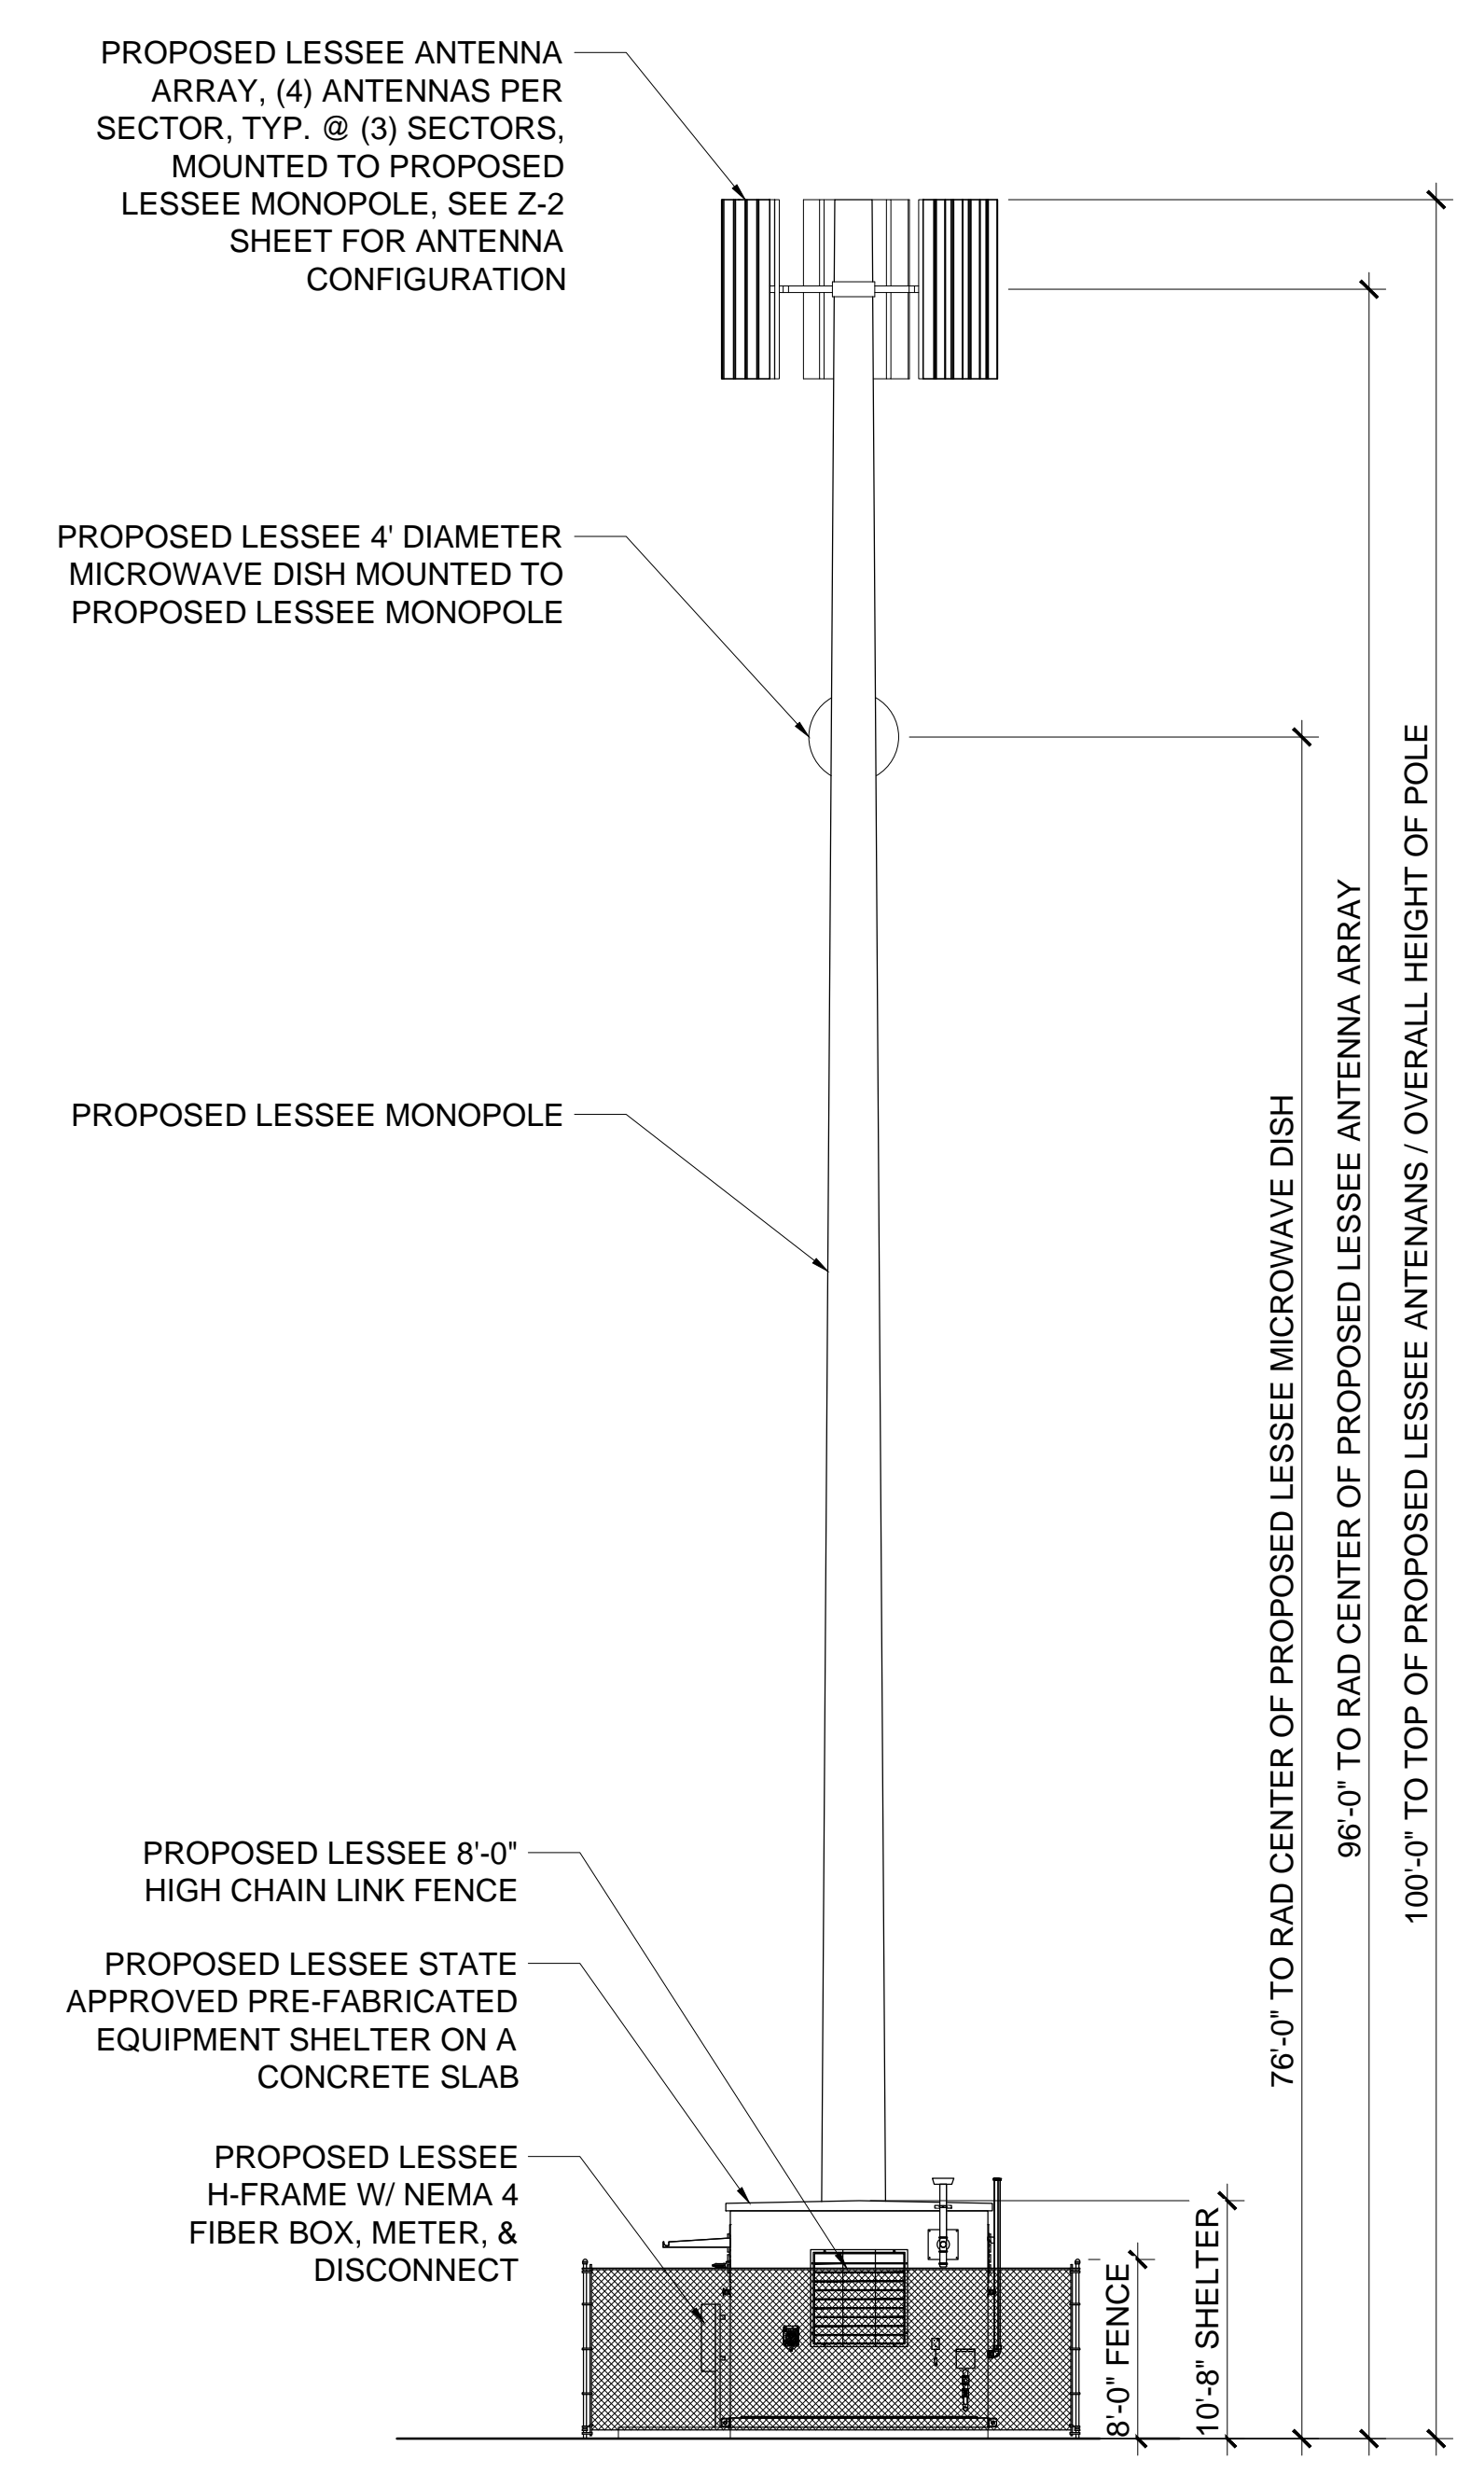 PROPOSED LESSEE ANTENNA
ARRAY, (4) ANTENNAS PER
SECTOR, TYP. @ (3) SECTORS,
MOUNTED TO PROPOSED
LESSEE MONOPOLE, SEE Z-2
SHEET FOR ANTENNA
CONFIGURATION
PROPOSED LESSEE 4' DIAMETER
MICROWAVE DISH MOUNTED TO
PROPOSED LESSEE MONOPOLE
PROPOSED LESSEE MONOPOLE
PROPOSED LESSEE 8'-0"
HIGH CHAIN LINK FENCE
PROPOSED LESSEE STATE
APPROVED PRE-FABRICATED
EQUIPMENT SHELTER ON A
CONCRETE SLAB
PROPOSED LESSEE
H-FRAME W/ NEMA 4
FIBER BOX, METER, &
DISCONNECT
8'-0" FENCE
10'-8" SHELTER
76'-0" TO RAD CENTER OF PROPOSED LESSEE MICROWAVE DISH
96'-0" TO RAD CENTER OF PROPOSED LESSEE ANTENNA ARRAY
100'-0" TO TOP OF PROPOSED LESSEE ANTENANS / OVERALL HEIGHT OF POLE